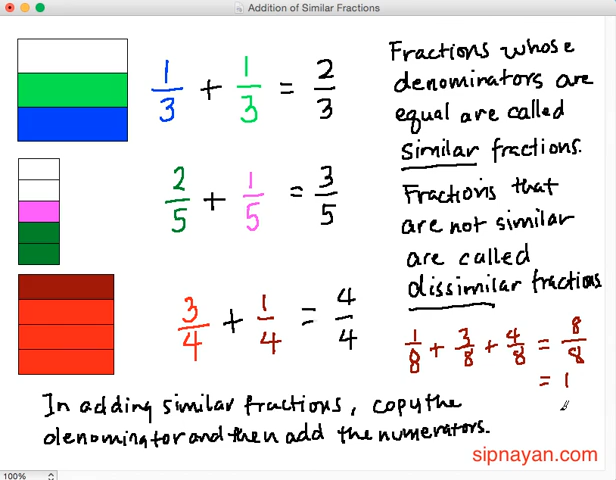 Addition of Similar Fractions
1/3 + 1/3 = 2/3
2/5 + 1/5 = 3/5
3/4 + 1/4 = 4/4
Fractions whose
denominators are
equal are called
similar fractions.
Fractions that
are not similar
are called
dissimilar fractions
1/8 + 3/8 + 4/8 = 8/8
= 1
In adding similar fractions, copy the
denominator and then add the numerators.
sipnayan.com
100%